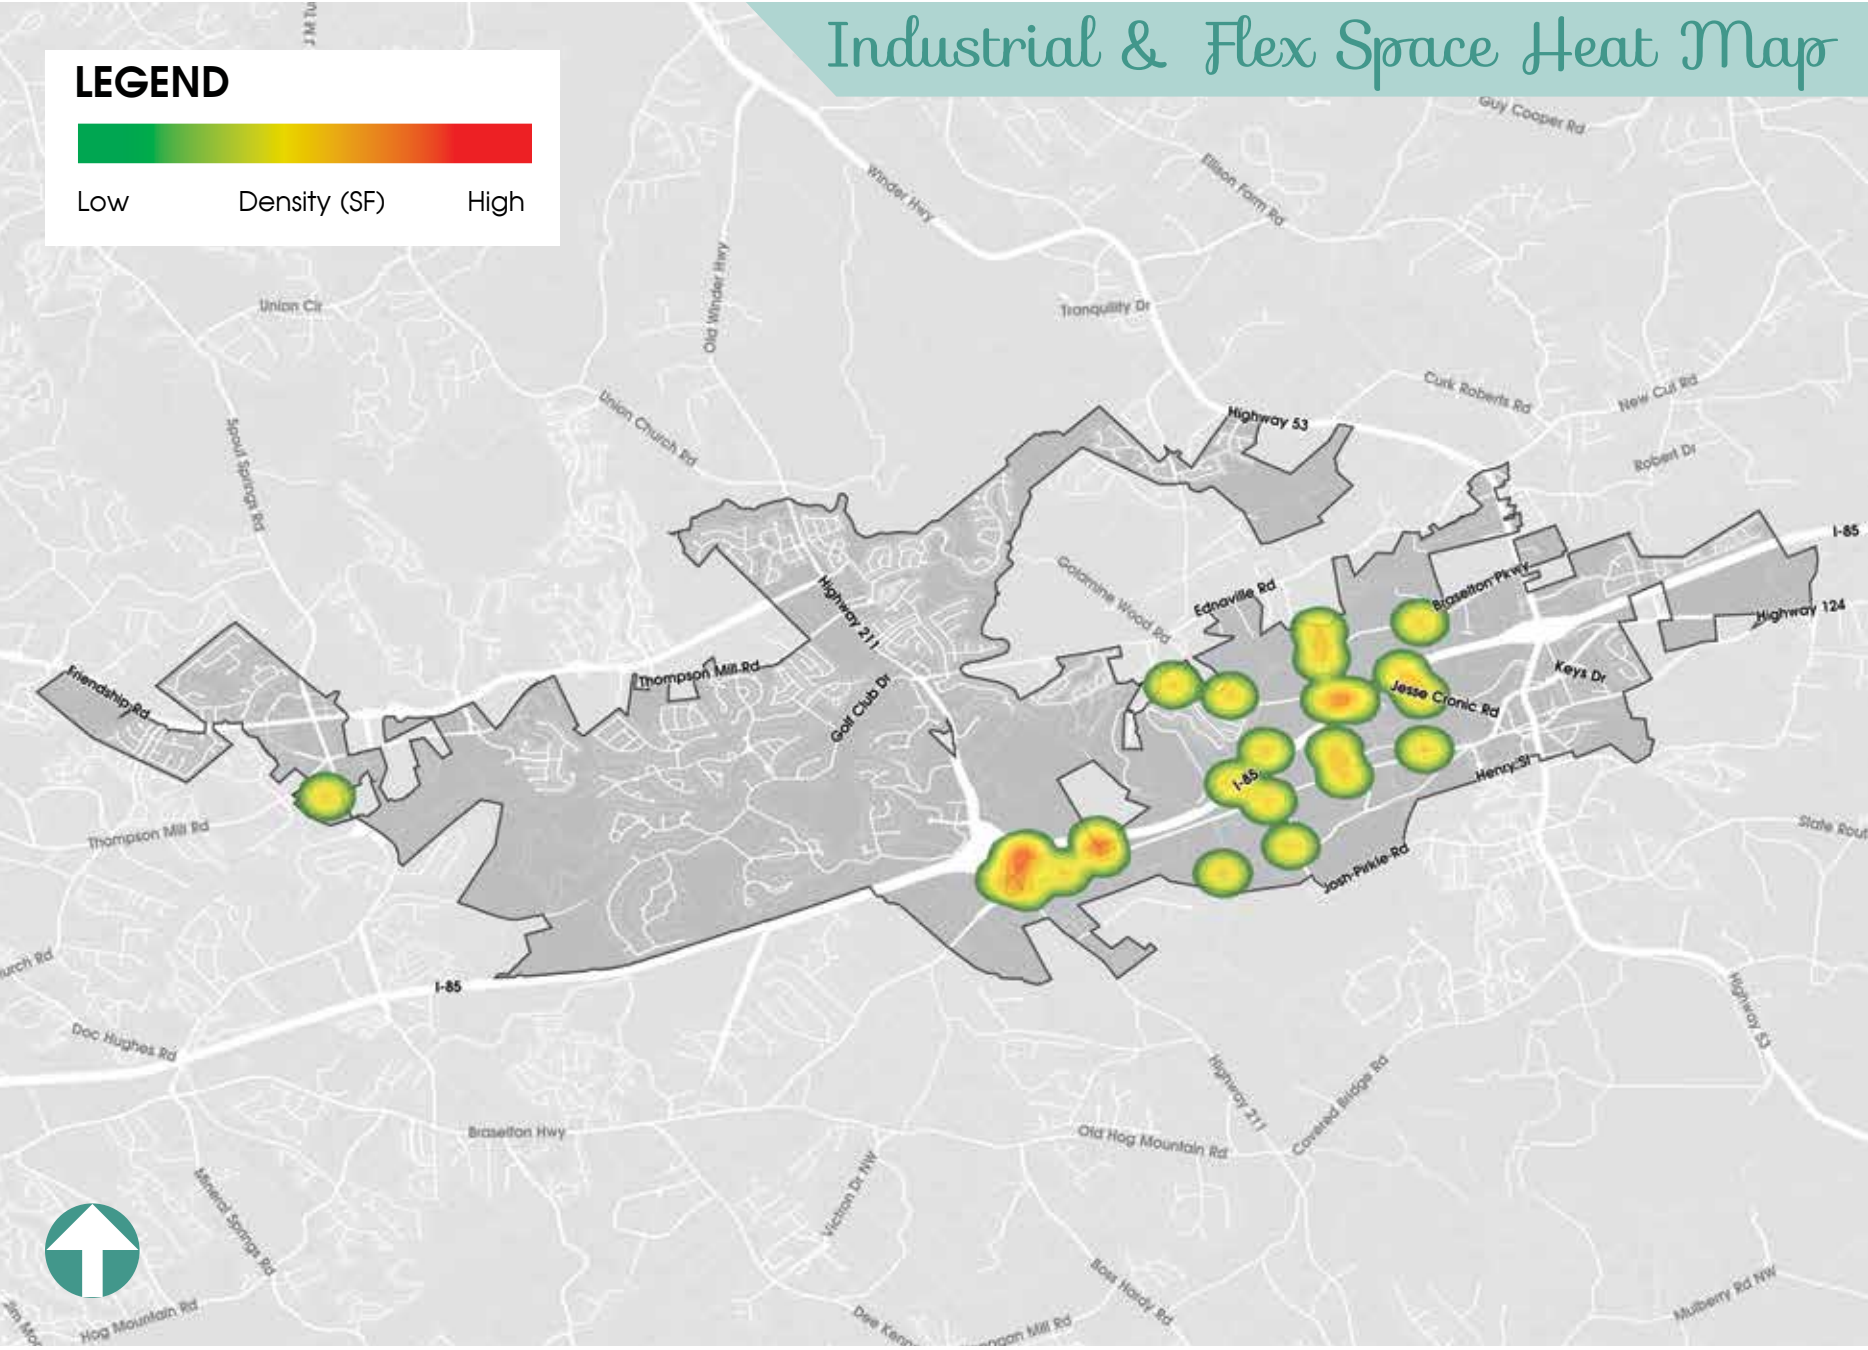 Industrial & Flex Space Heat Map
LEGEND
Low
Density (SF)
High
Guy Cooper Rd
Ellison Farm Rd
Winder Hwy
Old Winder Hwy
Union Cir
Tranquility Dr
Union Church Rd
Spout Springs Rd
Curk Roberts Rd
New Cut Rd
Highway 53
Robert Dr
I-85
Goldmine Wood Rd
Ednaville Rd
Braselton Pkwy
Highway 124
Highway 211
Thompson Mill Rd
Golf Club Dr
Friendship Rd
Keys Dr
Jesse Cronic Rd
Henry St
I-85
Thompson Mill Rd
Josh Pirkle Rd
I-85
Doc Hughes Rd
Highway 53
Highway 211
Covered Bridge Rd
Braselton Hwy
Old Hog Mountain Rd
Mineral Springs Rd
Victron Dr NW
Boss Hardy Rd
Mulberry Rd NW
Hog Mountain Rd
Mill Rd